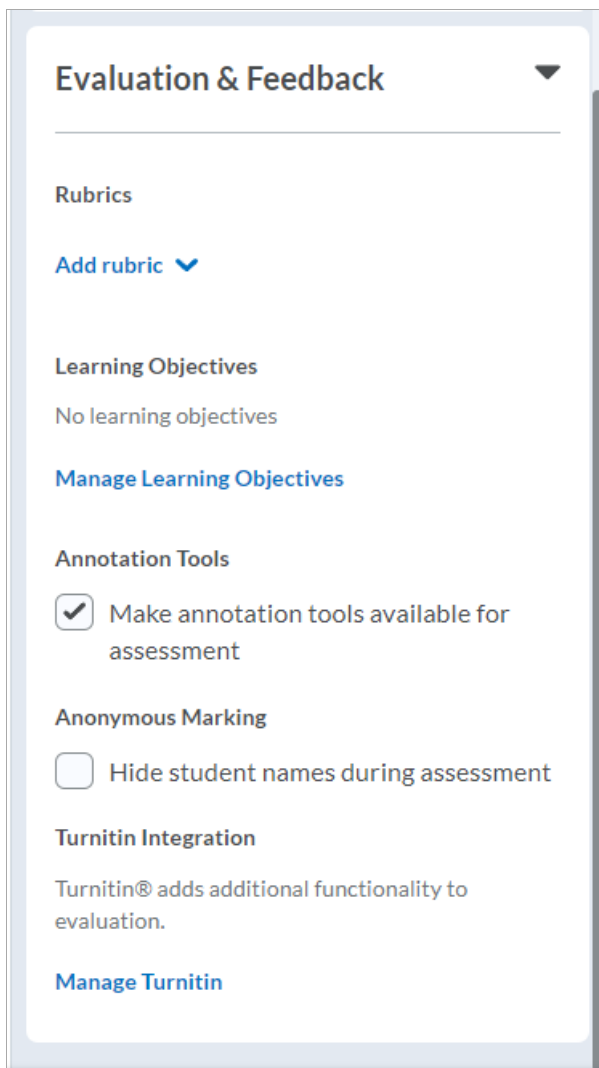 Evaluation & Feedback
Rubrics
Add rubric
Learning Objectives
No learning objectives
Manage Learning Objectives
Annotation Tools
Make annotation tools available for
assessment
Anonymous Marking
Hide student names during assessment
Turnitin Integration
Turnitin® adds additional functionality to
evaluation.
Manage Turnitin